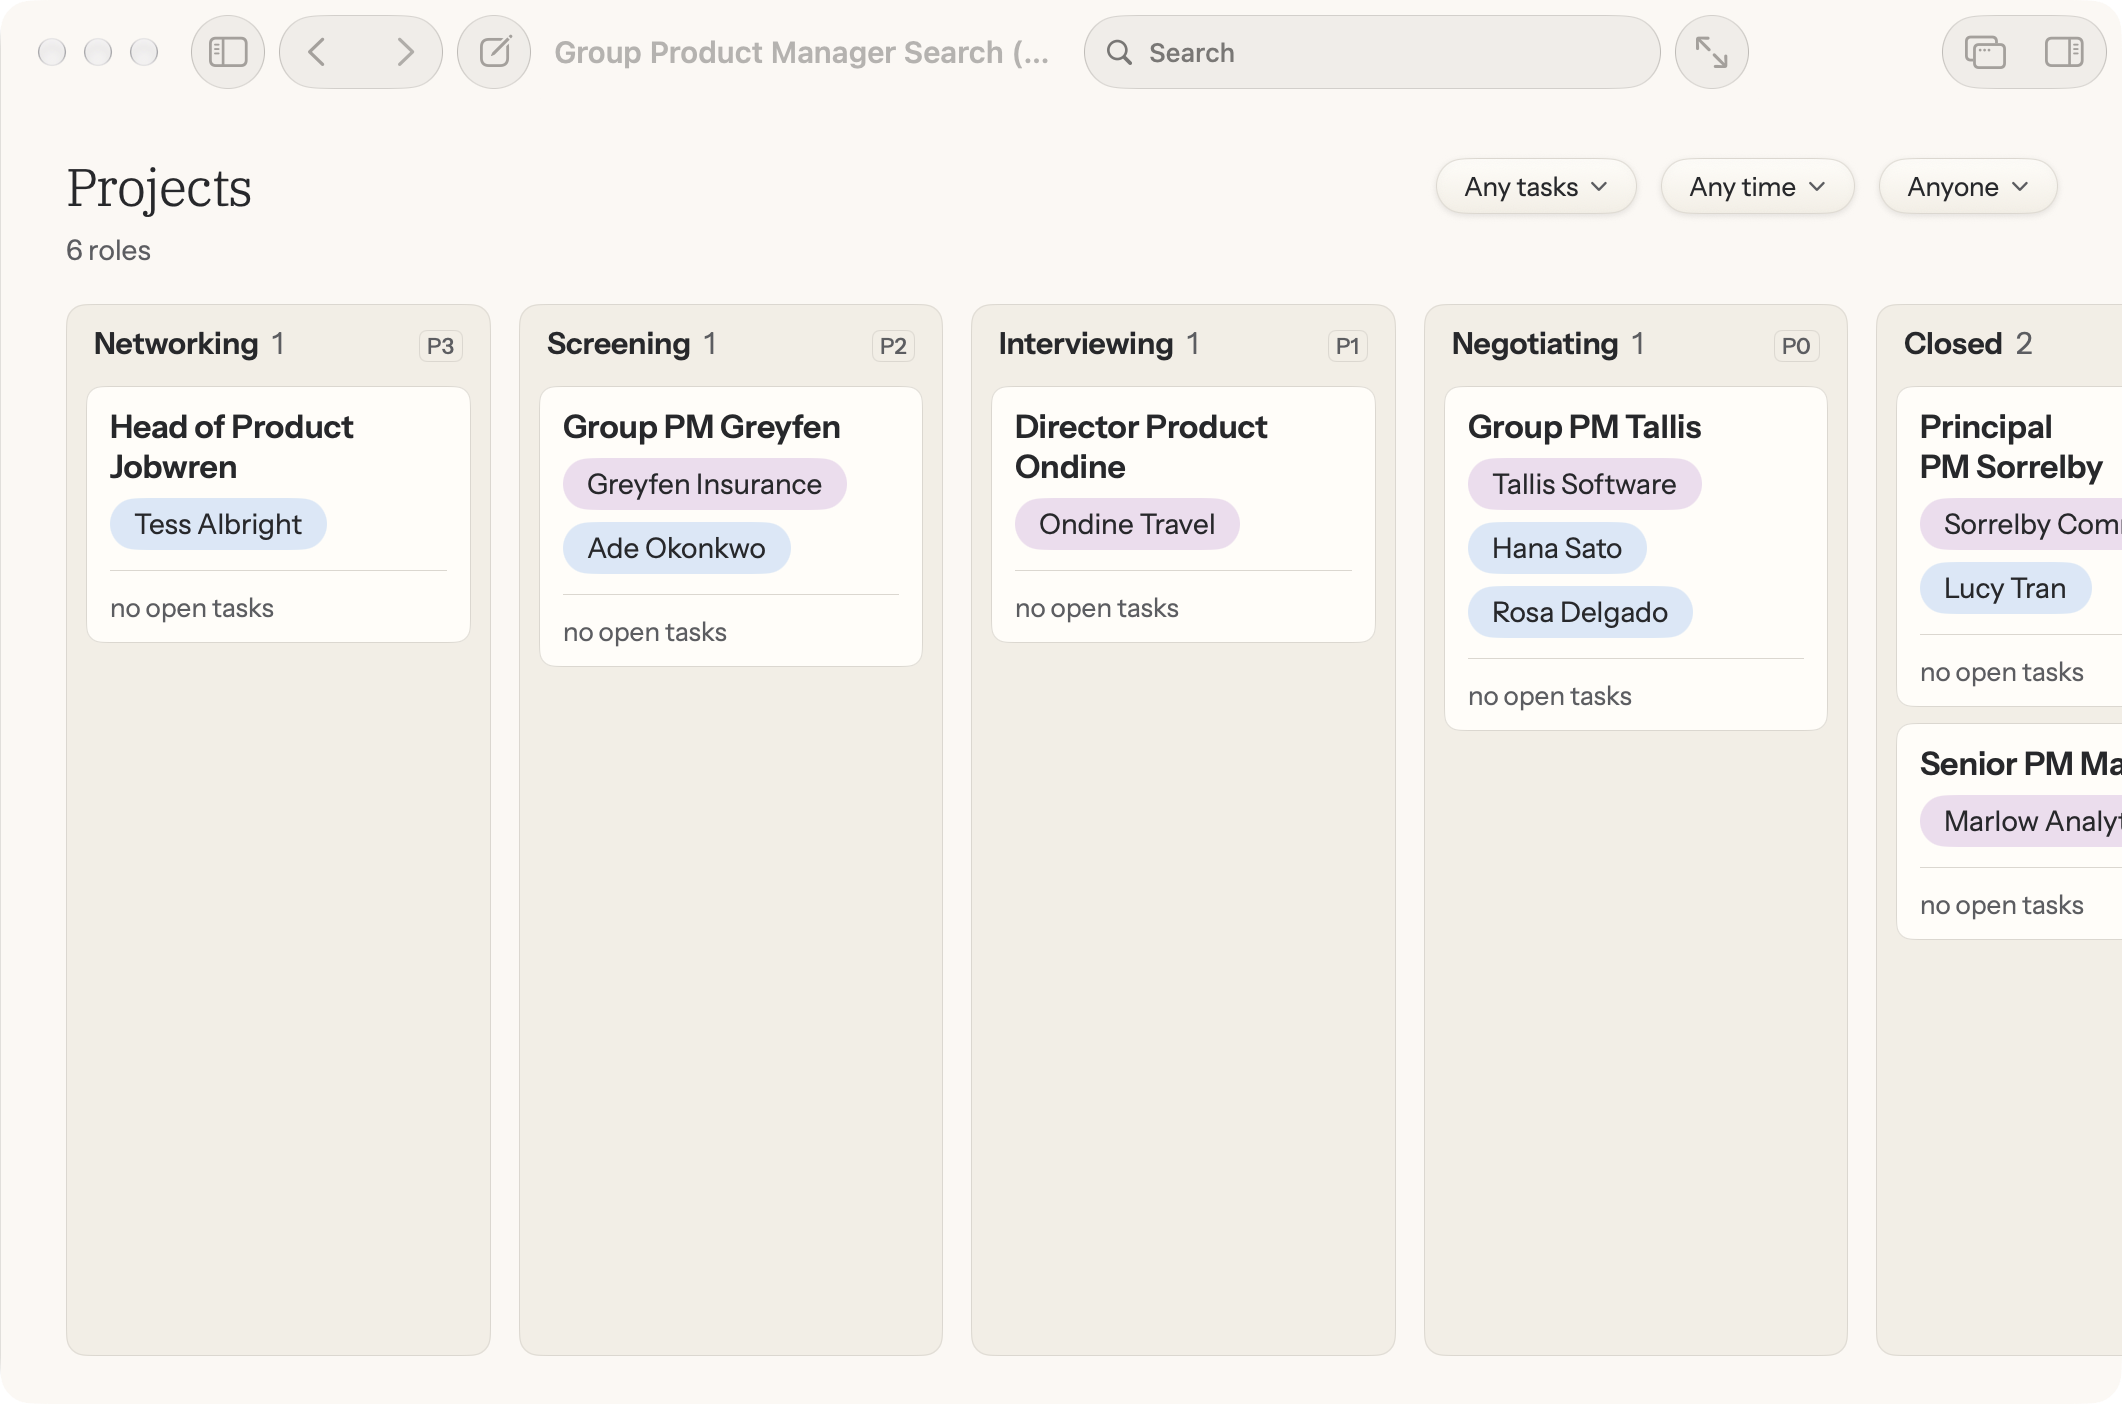 Group Product Manager Search (...
Search
Projects
6 roles
Any tasks
Any time
Anyone
Networking 1
P3
Head of Product
Jobwren
Tess Albright
no open tasks
Screening 1
P2
Group PM Greyfen
Greyfen Insurance
Ade Okonkwo
no open tasks
Interviewing 1
P1
Director Product
Ondine
Ondine Travel
no open tasks
Negotiating 1
P0
Group PM Tallis
Tallis Software
Hana Sato
Rosa Delgado
no open tasks
Closed 2
Principal
PM Sorrelby
Sorrelby
Lucy Tran
no open tasks
Senior PM
Marlow
no open tasks